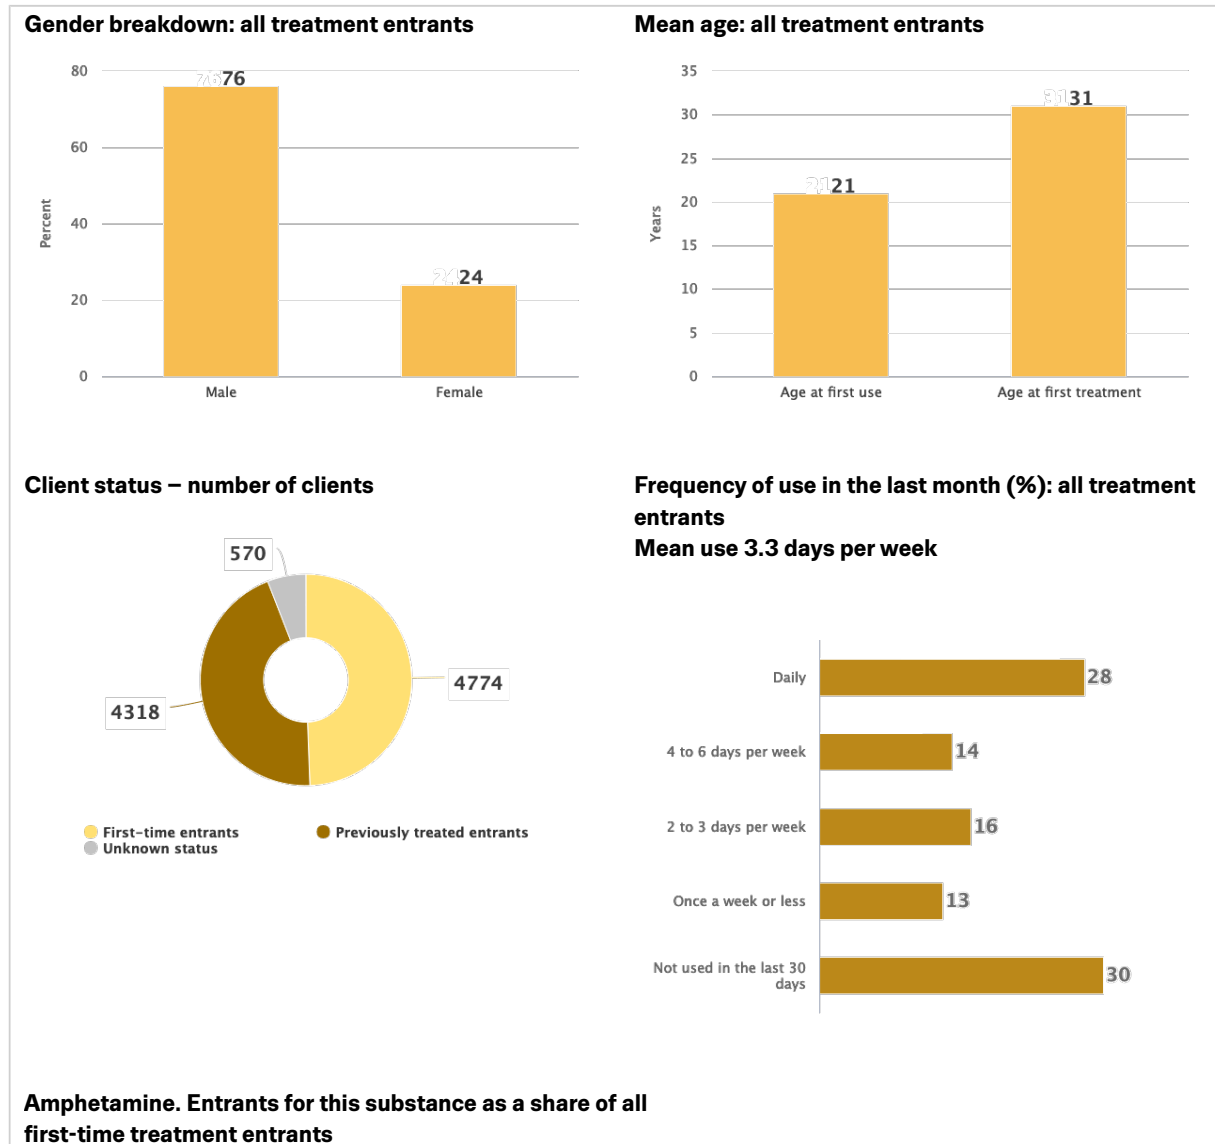 Gender breakdown: all treatment entrants
80
60
40
20
0
Percent
76
24
Male
Female
Mean age: all treatment entrants
35
30
25
20
15
10
5
0
Years
21
31
Age at first use
Age at first treatment
Client status – number of clients
570
4774
4318
First-time entrants
Previously treated entrants
Unknown status
Frequency of use in the last month (%): all treatment
entrants
Mean use 3.3 days per week
Daily
28
4 to 6 days per week
14
2 to 3 days per week
16
Once a week or less
13
Not used in the last 30
days
30
Amphetamine. Entrants for this substance as a share of all
first-time treatment entrants